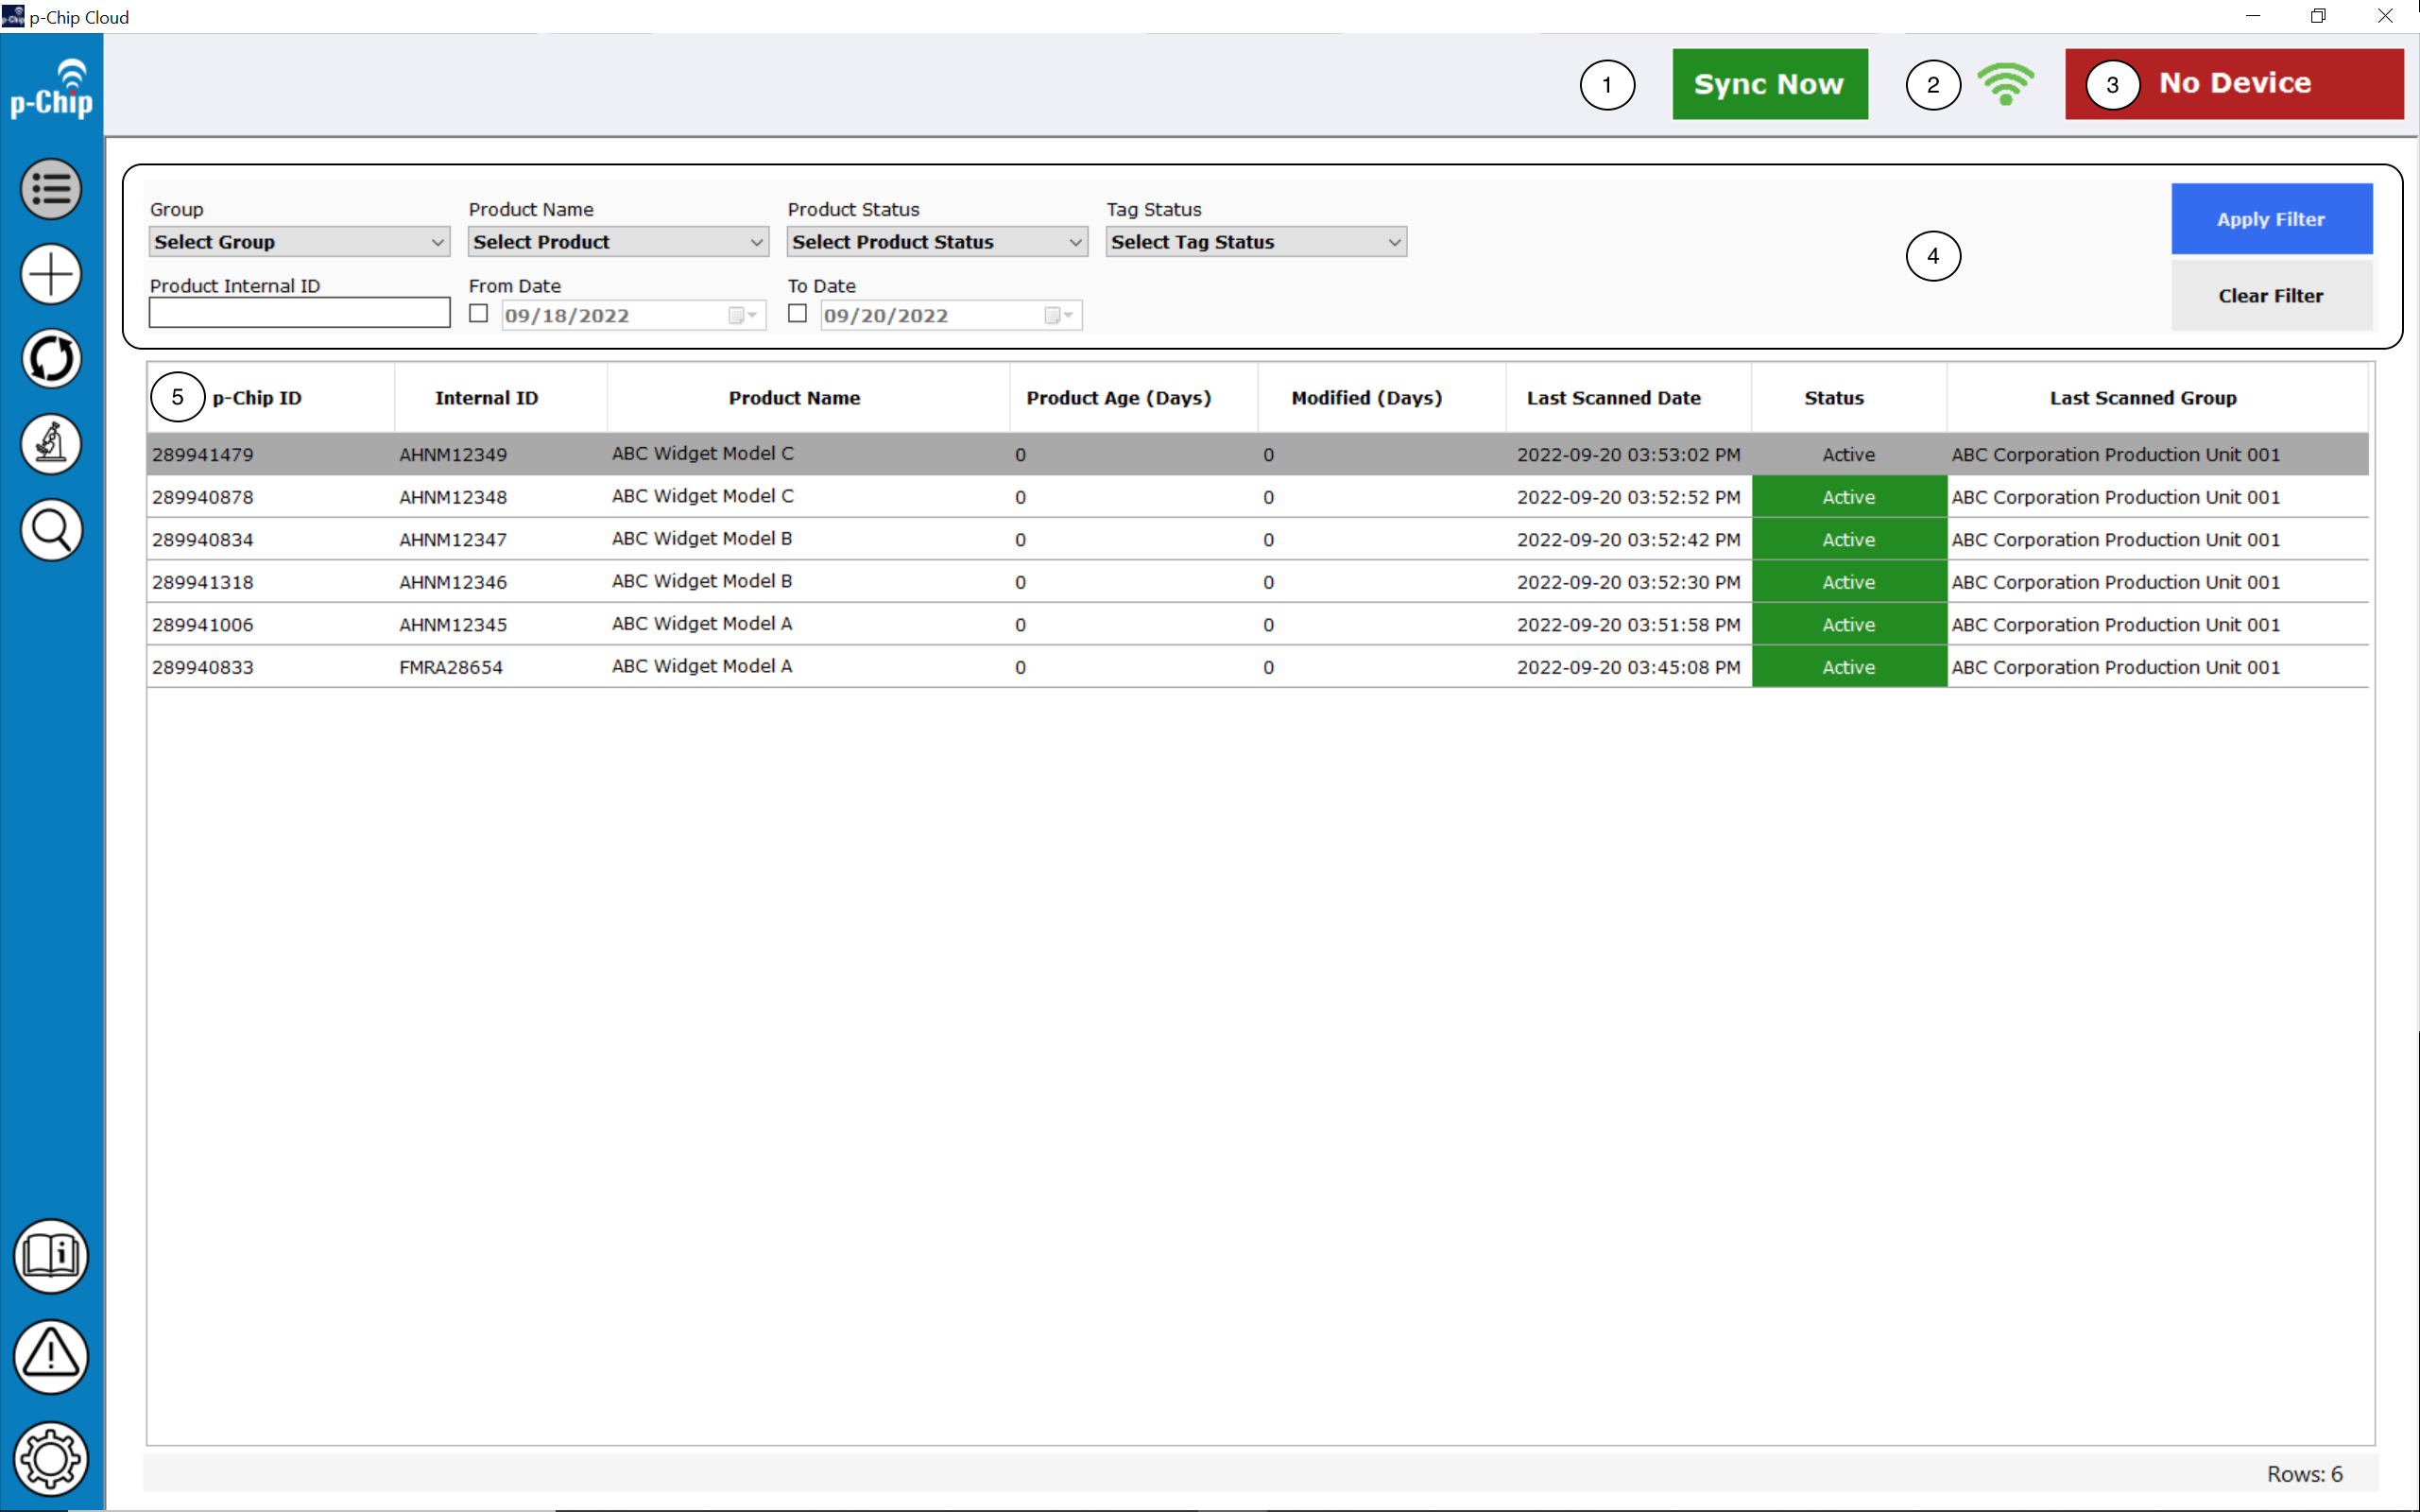 p-Chip Cloud
p-Chip
1 Sync Now 2 3 No Device
Group Product Name Product Status Tag Status
Select Group Select Product Select Product Status Select Tag Status
Apply Filter
4
Product Internal ID From Date To Date
09/18/2022 09/20/2022
Clear Filter
5 p-Chip ID Internal ID Product Name Product Age (Days) Modified (Days) Last Scanned Date Status Last Scanned Group
289941479 AHNM12349 ABC Widget Model C 0 0 2022-09-20 03:53:02 PM Active ABC Corporation Production Unit 001
289940878 AHNM12348 ABC Widget Model C 0 0 2022-09-20 03:52:52 PM Active ABC Corporation Production Unit 001
289940834 AHNM12347 ABC Widget Model B 0 0 2022-09-20 03:52:42 PM Active ABC Corporation Production Unit 001
289941318 AHNM12346 ABC Widget Model B 0 0 2022-09-20 03:52:30 PM Active ABC Corporation Production Unit 001
289941006 AHNM12345 ABC Widget Model A 0 0 2022-09-20 03:51:58 PM Active ABC Corporation Production Unit 001
289940833 FMRA28654 ABC Widget Model A 0 0 2022-09-20 03:45:08 PM Active ABC Corporation Production Unit 001
Rows: 6